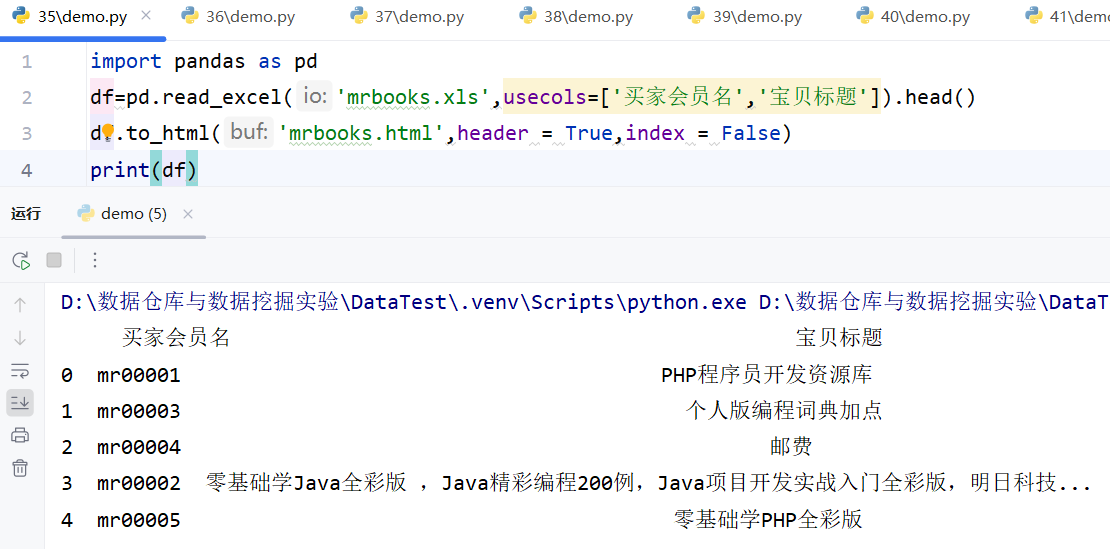 35\demo.py 36\demo.py 37\demo.py 38\demo.py 39\demo.py 40\demo.py 41\demo
1 import pandas as pd
2 df=pd.read_excel( io: 'mrbooks.xls',usecols=['买家会员名','宝贝标题']).head()
3 d .to_html( buf: 'mrbooks.html',header = True,index = False)
4 print(df)
运行 demo (5)
D:\数据仓库与数据挖掘实验\DataTest\.venv\Scripts\python.exe D:\数据仓库与数据挖掘实验\DataT
买家会员名 宝贝标题
0 mr00001 PHP程序员开发资源库
1 mr00003 个人版编程词典加点
2 mr00004 邮费
3 mr00002 零基础学Java全彩版 ，Java精彩编程200例，Java项目开发实战入门全彩版，明日科技...
4 mr00005 零基础学PHP全彩版